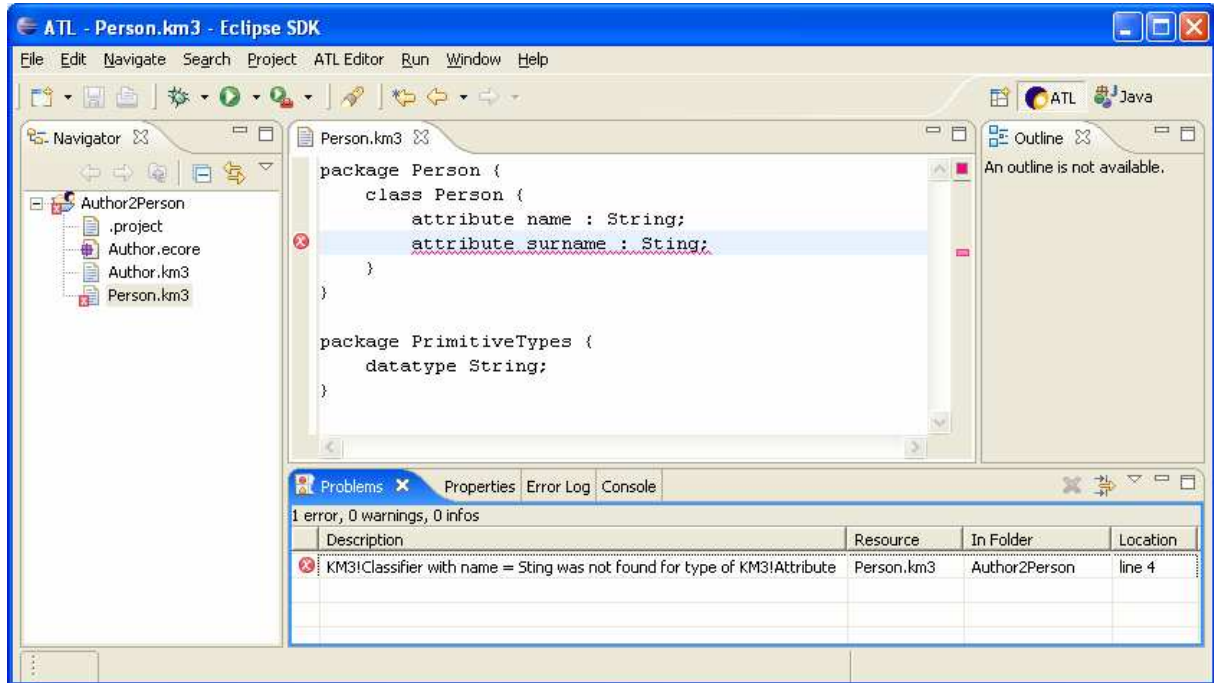 ATL - Person.km3 - Eclipse SDK
File Edit Navigate Search Project ATL Editor Run Window Help
ATL Java
Navigator
Author2Person
.project
Author.ecore
Author.km3
Person.km3
Person.km3
package Person {
class Person {
attribute name : String;
attribute surname : Sting;
}
}
package PrimitiveTypes {
datatype String;
}
Outline
An outline is not available.
Problems Properties Error Log Console
1 error, 0 warnings, 0 infos
Description Resource In Folder Location
KM3!Classifier with name = Sting was not found for type of KM3!Attribute Person.km3 Author2Person line 4